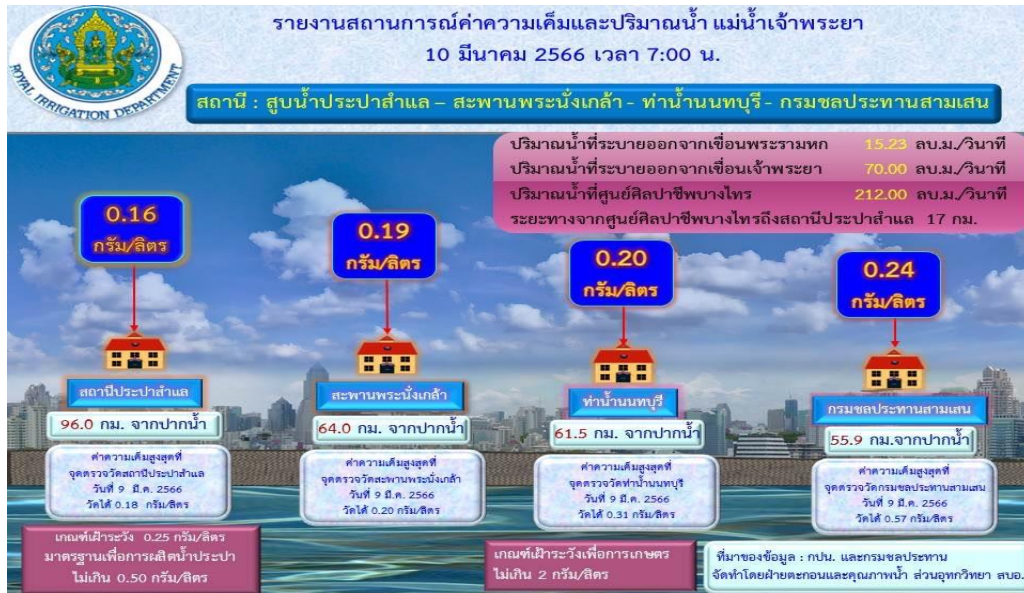 รายงานสถานการณ์ค่าความเค็มและปริมาณน้ำ แม่น้ำเจ้าพระยา
10 มีนาคม 2566 เวลา 7:00 น.
ROYAL IRRIGATION DEPARTMENT
สถานี : สูบน้ำประปาสำแล – สะพานพระนั่งเกล้า - ท่าน้ำนนทบุรี - กรมชลประทานสามเสน
ปริมาณน้ำที่ระบายออกจากเขื่อนพระรามหก 15.23 ลบ.ม./วินาที
ปริมาณน้ำที่ระบายออกจากเขื่อนเจ้าพระยา 70.00 ลบ.ม./วินาที
ปริมาณน้ำที่ศูนย์ศิลปาชีพบางไทร 212.00 ลบ.ม./วินาที
ระยะทางจากศูนย์ศิลปาชีพบางไทรถึงสถานีประปาสำแล 17 กม.
0.16
กรัม/ลิตร
สถานีประปาสำแล
96.0 กม. จากปากน้ำ
ค่าความเค็มสูงสุดที่
จุดตรวจวัดสถานีประปาสำแล
วันที่ 9 มี.ค. 2566
วัดได้ 0.18 กรัม/ลิตร
0.19
กรัม/ลิตร
สะพานพระนั่งเกล้า
64.0 กม. จากปากน้ำ
ค่าความเค็มสูงสุดที่
จุดตรวจวัดสะพานพระนั่งเกล้า
วันที่ 9 มี.ค. 2566
วัดได้ 0.20 กรัม/ลิตร
0.20
กรัม/ลิตร
ท่าน้ำนนทบุรี
61.5 กม. จากปากน้ำ
ค่าความเค็มสูงสุดที่
จุดตรวจวัดท่าน้ำนนทบุรี
วันที่ 9 มี.ค. 2566
วัดได้ 0.31 กรัม/ลิตร
0.24
กรัม/ลิตร
กรมชลประทานสามเสน
55.9 กม.จากปากน้ำ
ค่าความเค็มสูงสุดที่
จุดตรวจวัดกรมชลประทานสามเสน
วันที่ 9 มี.ค. 2566
วัดได้ 0.57 กรัม/ลิตร
เกณฑ์เฝ้าระวัง 0.25 กรัม/ลิตร
มาตรฐานเพื่อการผลิตน้ำประปา
ไม่เกิน 0.50 กรัม/ลิตร
เกณฑ์เฝ้าระวังเพื่อการเกษตร
ไม่เกิน 2 กรัม/ลิตร
ที่มาของข้อมูล : กปน. และกรมชลประทาน
จัดทำโดยฝ่ายตะกอนและคุณภาพน้ำ ส่วนอุทกวิทยา สบอ.